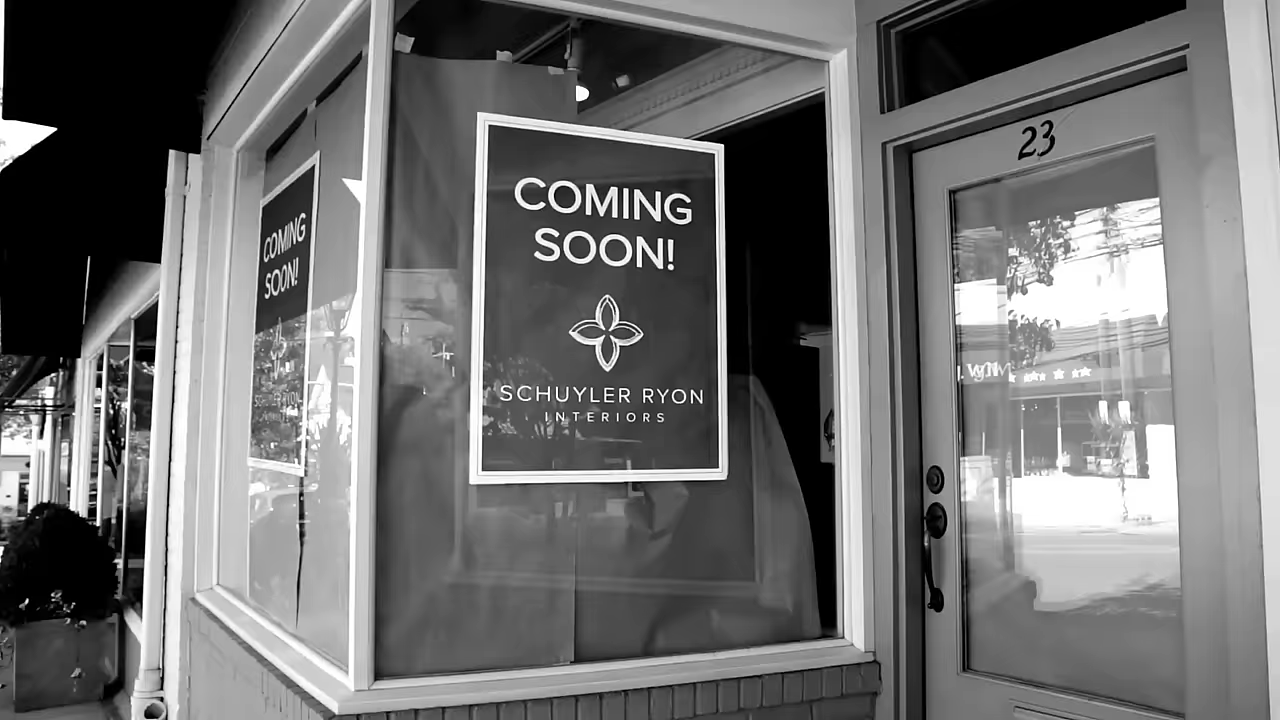 COMING
SOON!
COMING
SOON!
SCHUYLER RYON
INTERIORS
23